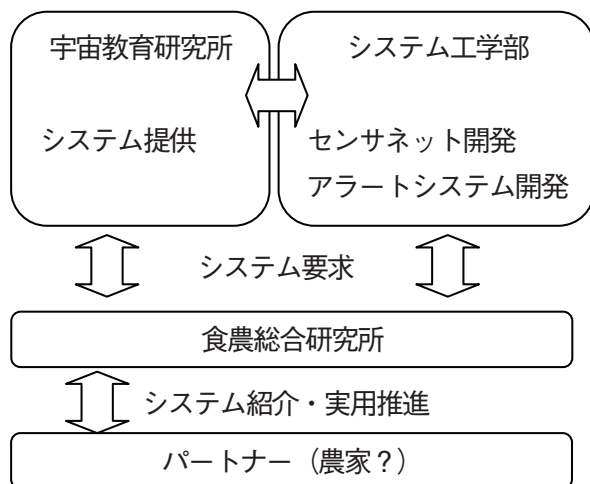 宇宙教育研究所
システム提供
システム工学部
センサネット開発
アラートシステム開発
システム要求
食農総合研究所
システム紹介・実用推進
パートナー（農家？）